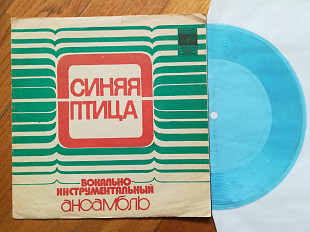 СИНЯЯ
ПТИЦА
ВОКАЛЬНО-
ИНСТРУМЕНТАЛЬНЫЙ
АНСАМБЛЬ